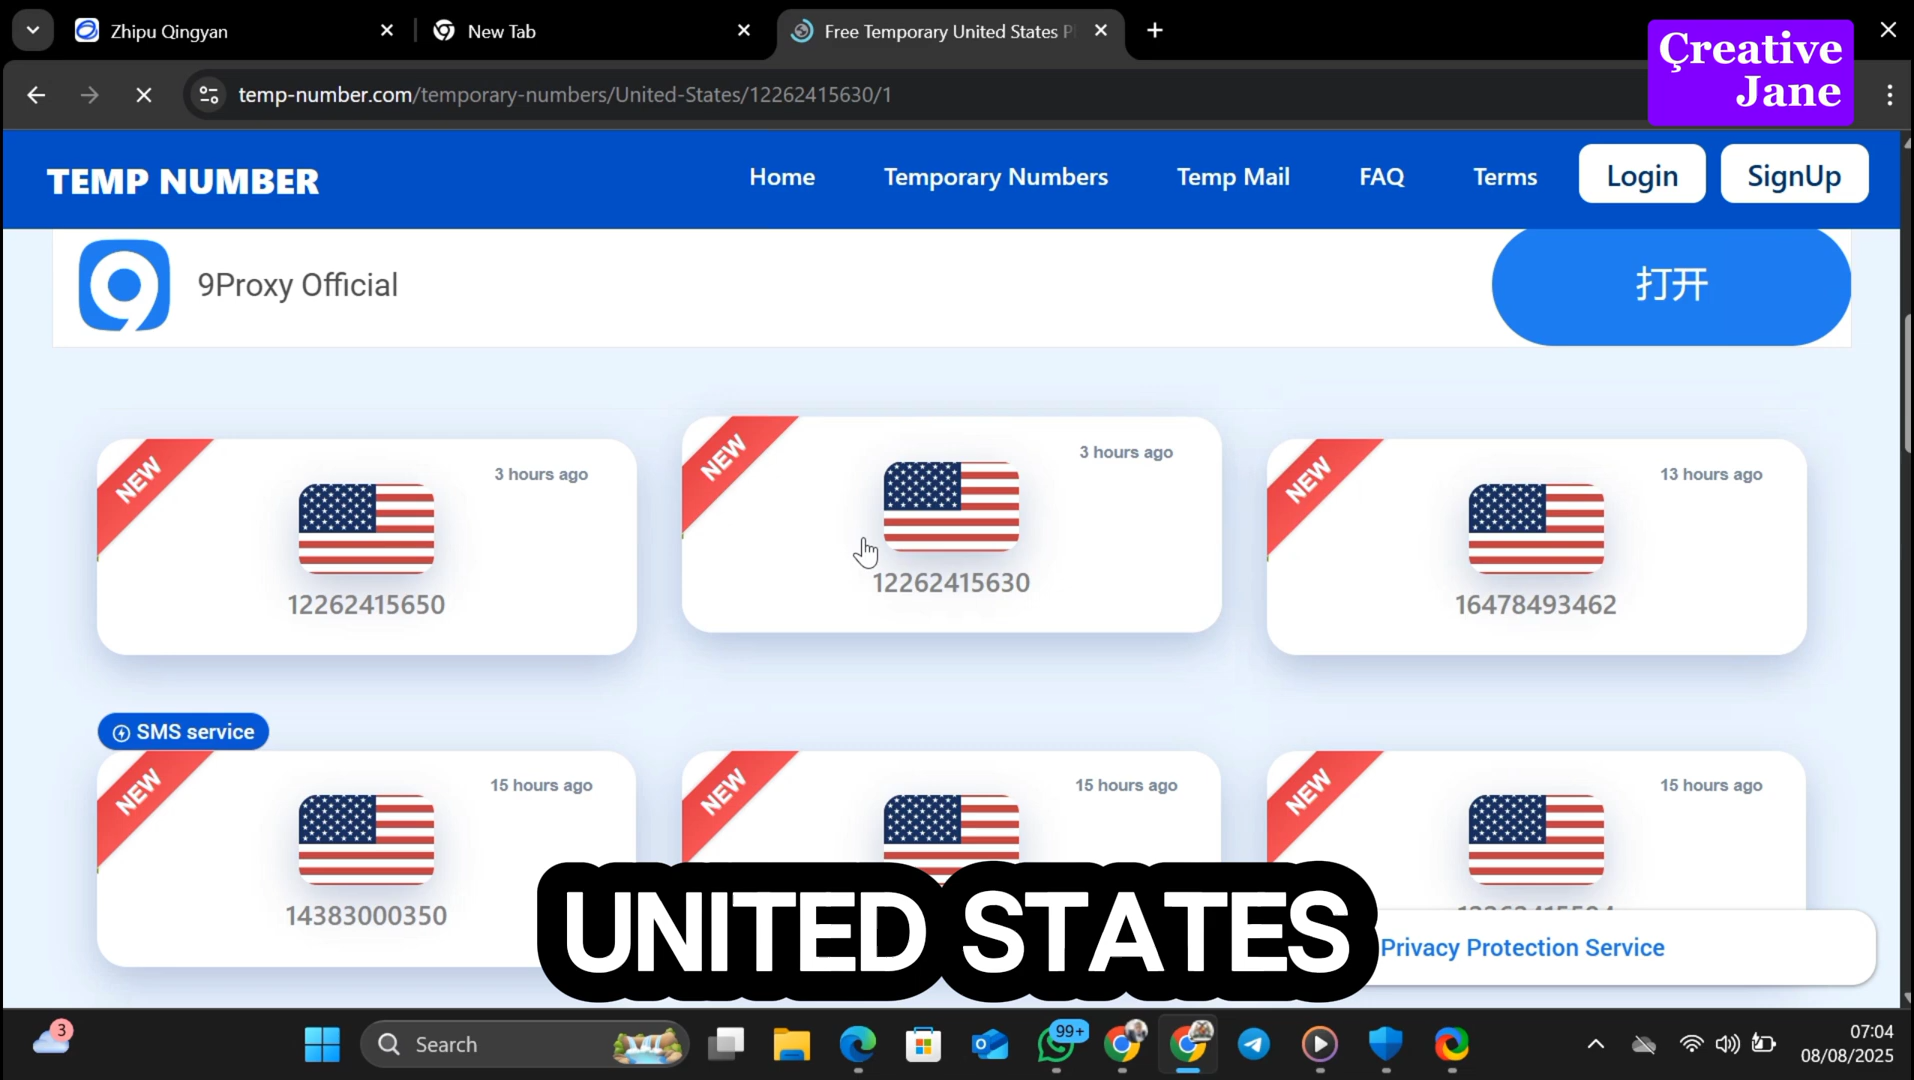 Zhipu Qingyan
New Tab
Free Temporary United States P
Çreative
Jane
temp-number.com/temporary-numbers/United-States/12262415630/1
TEMP NUMBER
Home
Temporary Numbers
Temp Mail
FAQ
Terms
Login
SignUp
9Proxy Official
打开
NEW
3 hours ago
12262415650
NEW
3 hours ago
12262415630
NEW
13 hours ago
16478493462
SMS service
NEW
15 hours ago
14383000350
NEW
15 hours ago
NEW
15 hours ago
UNITED STATES
Privacy Protection Service
3
Search
99+
07:04
08/08/2025